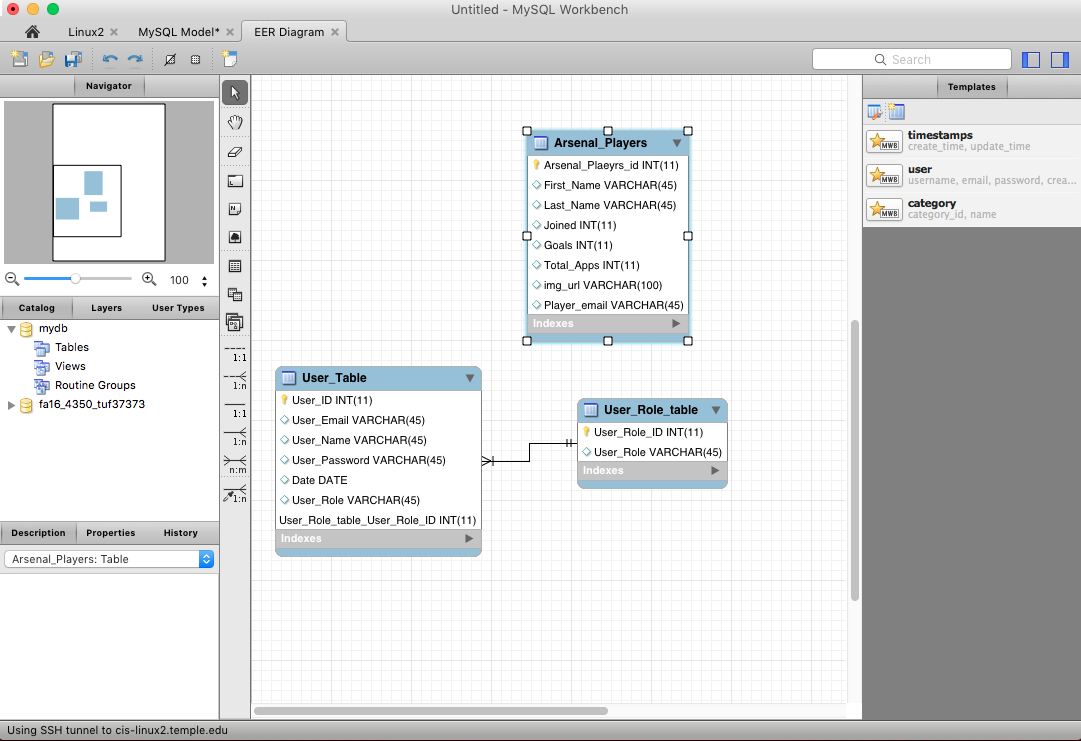 Untitled - MySQL Workbench
Linux2
MySQL Model*
EER Diagram
Search
Navigator
100
Catalog
Layers
User Types
mydb
Tables
Views
Routine Groups
fa16_4350_tuf37373
Description
Properties
History
Arsenal_Players: Table
1:1
1:n
1:1
1:n
n:m
1:n
Arsenal_Players
Arsenal_Plaeyrs_id INT(11)
First_Name VARCHAR(45)
Last_Name VARCHAR(45)
Joined INT(11)
Goals INT(11)
Total_Apps INT(11)
img_url VARCHAR(100)
Player_email VARCHAR(45)
Indexes
User_Table
User_ID INT(11)
User_Email VARCHAR(45)
User_Name VARCHAR(45)
User_Password VARCHAR(45)
Date DATE
User_Role VARCHAR(45)
User_Role_table_User_Role_ID INT(11)
Indexes
User_Role_table
User_Role_ID INT(11)
User_Role VARCHAR(45)
Indexes
Templates
MWB
timestamps
create_time, update_time
MWB
user
username, email, password, crea...
MWB
category
category_id, name
Using SSH tunnel to cis-linux2.temple.edu